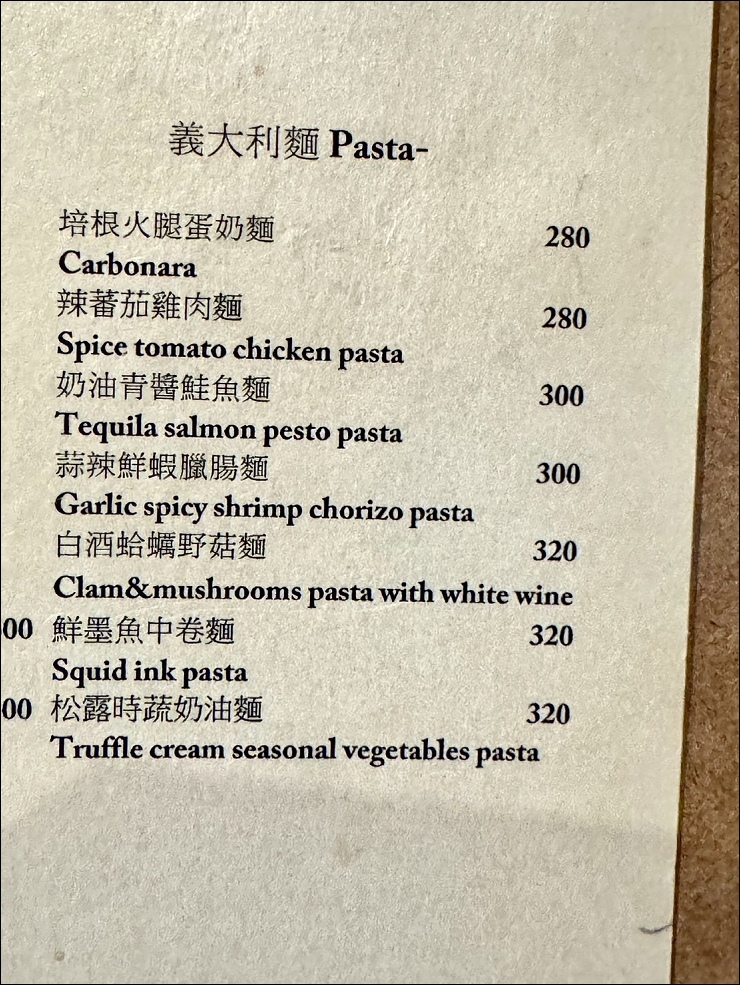 義大利麵 Pasta-
培根火腿蛋奶麵 280
Carbonara
辣蕃茄雞肉麵 280
Spice tomato chicken pasta
奶油青醬鮭魚麵 300
Tequila salmon pesto pasta
蒜辣鮮蝦臘腸麵 300
Garlic spicy shrimp chorizo pasta
白酒蛤蠣野菇麵 320
Clam&mushrooms pasta with white wine
00 鮮墨魚中卷麵 320
Squid ink pasta
00 松露時蔬奶油麵 320
Truffle cream seasonal vegetables pasta